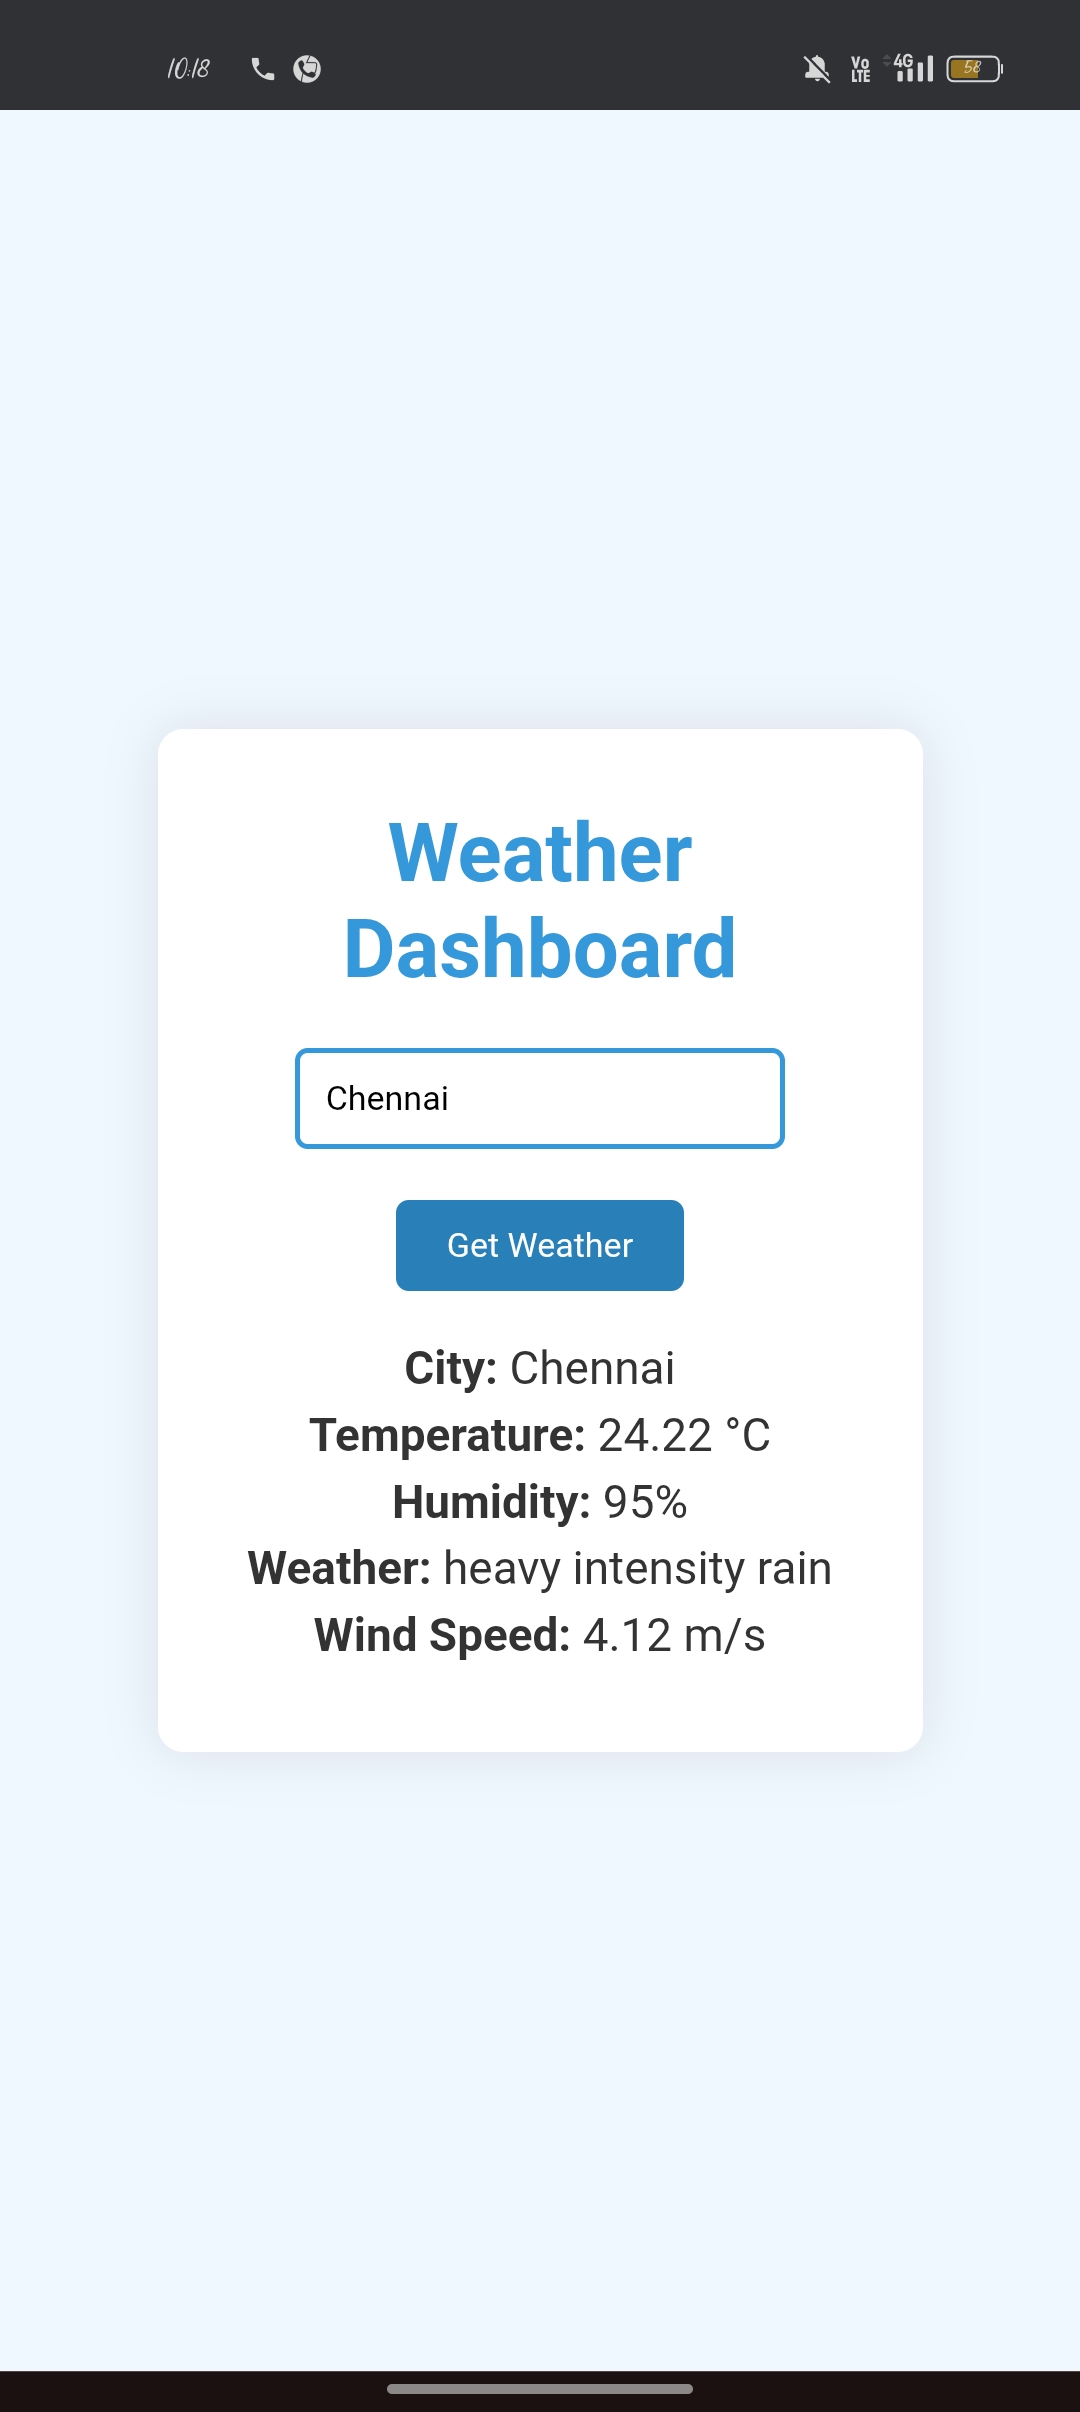 10:18 Vo LTE 4G 58
Weather
Dashboard
Chennai
Get Weather
City: Chennai
Temperature: 24.22 °C
Humidity: 95%
Weather: heavy intensity rain
Wind Speed: 4.12 m/s